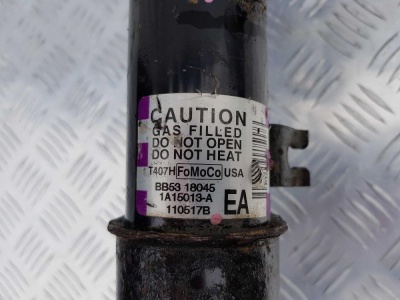 CAUTION
GAS FILLED
DO NOT OPEN
DO NOT HEAT
T407H FoMoCo USA
BB53 18045
1A15013-A
110517B EA